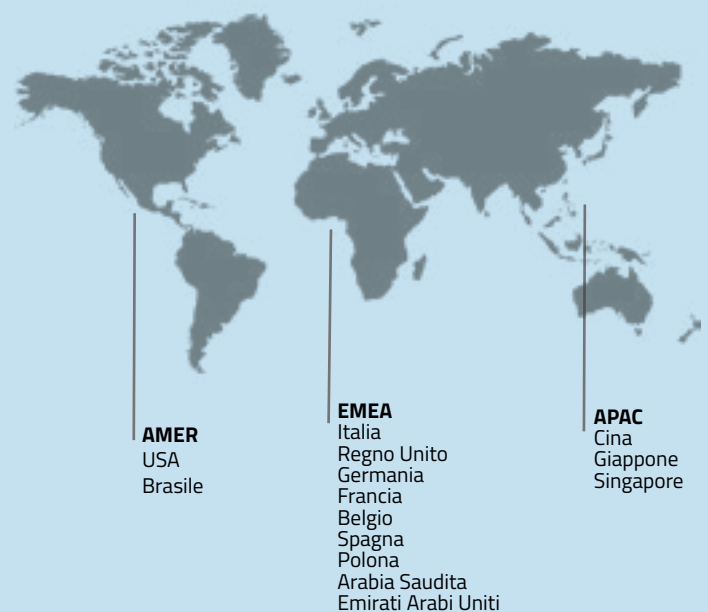 AMER
USA
Brasile
EMEA
Italia
Regno Unito
Germania
Francia
Belgio
Spagna
Polona
Arabia Saudita
Emirati Arabi Uniti
APAC
Cina
Giappone
Singapore